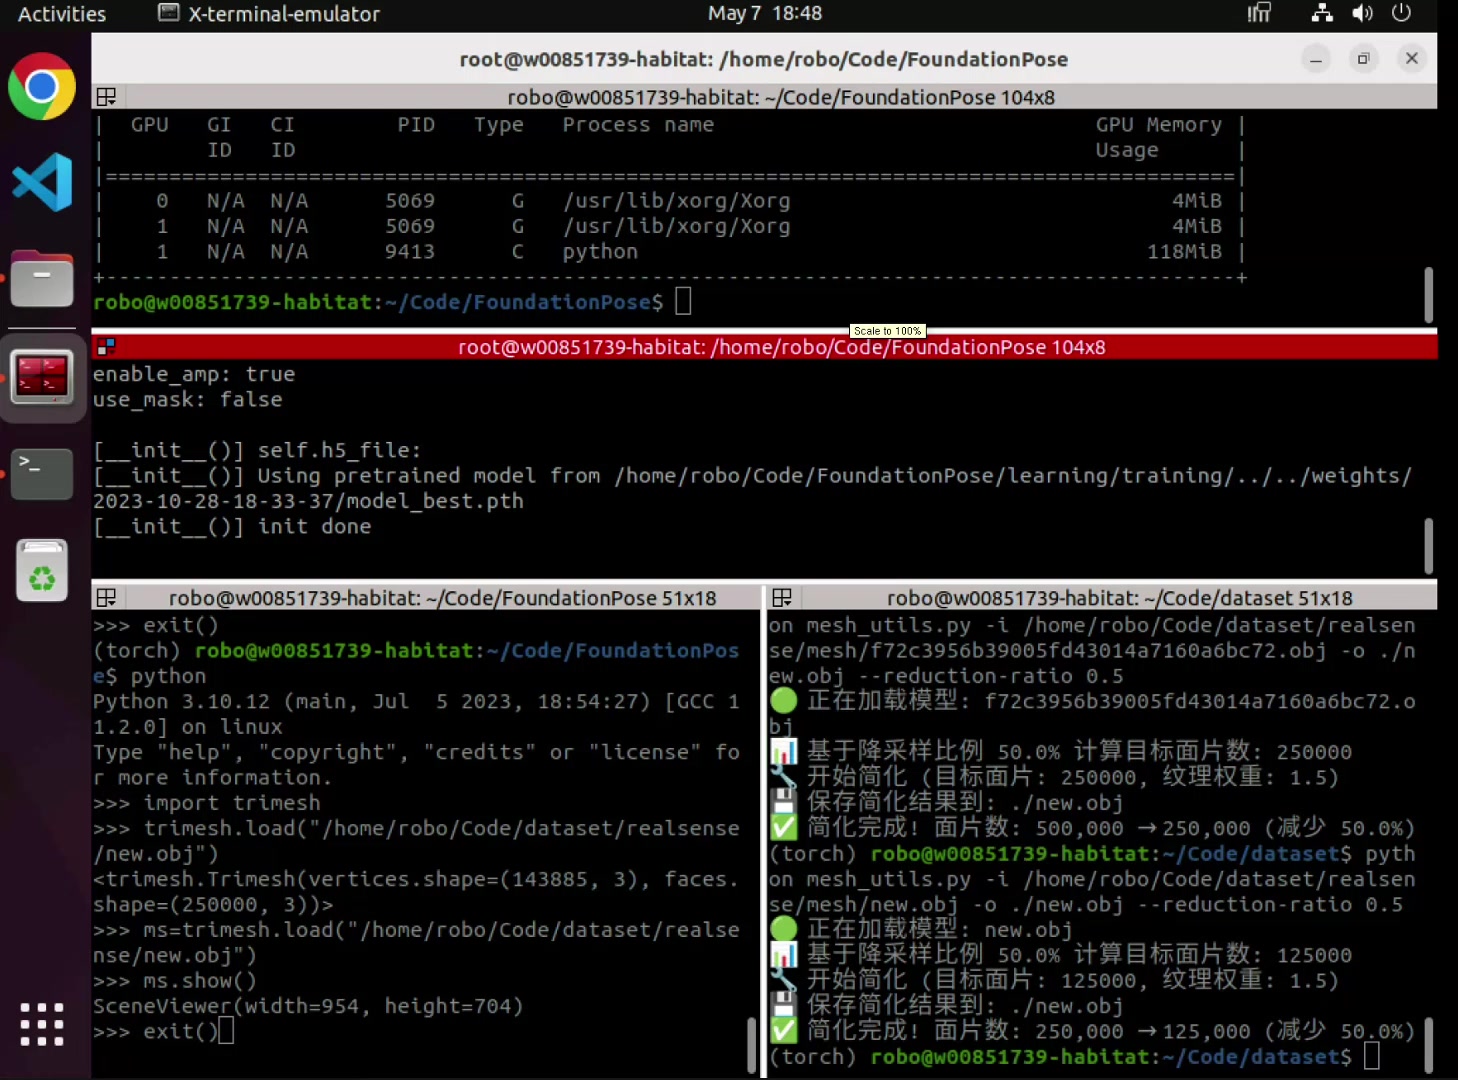 Activities
X-terminal-emulator
May 7 18:48
root@w00851739-habitat: /home/robo/Code/FoundationPose
robo@w00851739-habitat: ~/Code/FoundationPose 104x8
| GPU GI CI PID Type Process name GPU Memory |
| ID ID Usage |
|=============================================================================|
| 0 N/A N/A 5069 G /usr/lib/xorg/Xorg 4MiB |
| 1 N/A N/A 5069 G /usr/lib/xorg/Xorg 4MiB |
| 1 N/A N/A 9413 C python 118MiB |
+-----------------------------------------------------------------------------+
robo@w00851739-habitat:~/Code/FoundationPose$
Scale to 100%
root@w00851739-habitat: /home/robo/Code/FoundationPose 104x8
enable_amp: true
use_mask: false
[__init__()] self.h5_file:
[__init__()] Using pretrained model from /home/robo/Code/FoundationPose/learning/training/../../weights/
2023-10-28-18-33-37/model_best.pth
[__init__()] init done
robo@w00851739-habitat: ~/Code/FoundationPose 51x18
>>> exit()
(torch) robo@w00851739-habitat:~/Code/FoundationPos
e$ python
Python 3.10.12 (main, Jul  5 2023, 18:54:27) [GCC 1
1.2.0] on linux
Type "help", "copyright", "credits" or "license" fo
r more information.
>>> import trimesh
>>> trimesh.load("/home/robo/Code/dataset/realsense
/new.obj")
<trimesh.Trimesh(vertices.shape=(143885, 3), faces.
shape=(250000, 3))>
>>> ms=trimesh.load("/home/robo/Code/dataset/realse
nse/new.obj")
>>> ms.show()
SceneViewer(width=954, height=704)
>>> exit()
robo@w00851739-habitat: ~/Code/dataset 51x18
on mesh_utils.py -i /home/robo/Code/dataset/realsen
se/mesh/f72c3956b39005fd43014a7160a6bc72.obj -o ./n
ew.obj --reduction-ratio 0.5
🟢 正在加载模型: f72c3956b39005fd43014a7160a6bc72.o
bj
📊 基于降采样比例 50.0% 计算目标面片数: 250000
🔧 开始简化 (目标面片: 250000, 纹理权重: 1.5)
💾 保存简化结果到: ./new.obj
✅ 简化完成! 面片数: 500,000 → 250,000 (减少 50.0%)
(torch) robo@w00851739-habitat:~/Code/dataset$ pyth
on mesh_utils.py -i /home/robo/Code/dataset/realsen
se/mesh/new.obj -o ./new.obj --reduction-ratio 0.5
🟢 正在加载模型: new.obj
📊 基于降采样比例 50.0% 计算目标面片数: 125000
🔧 开始简化 (目标面片: 125000, 纹理权重: 1.5)
💾 保存简化结果到: ./new.obj
✅ 简化完成! 面片数: 250,000 → 125,000 (减少 50.0%)
(torch) robo@w00851739-habitat:~/Code/dataset$